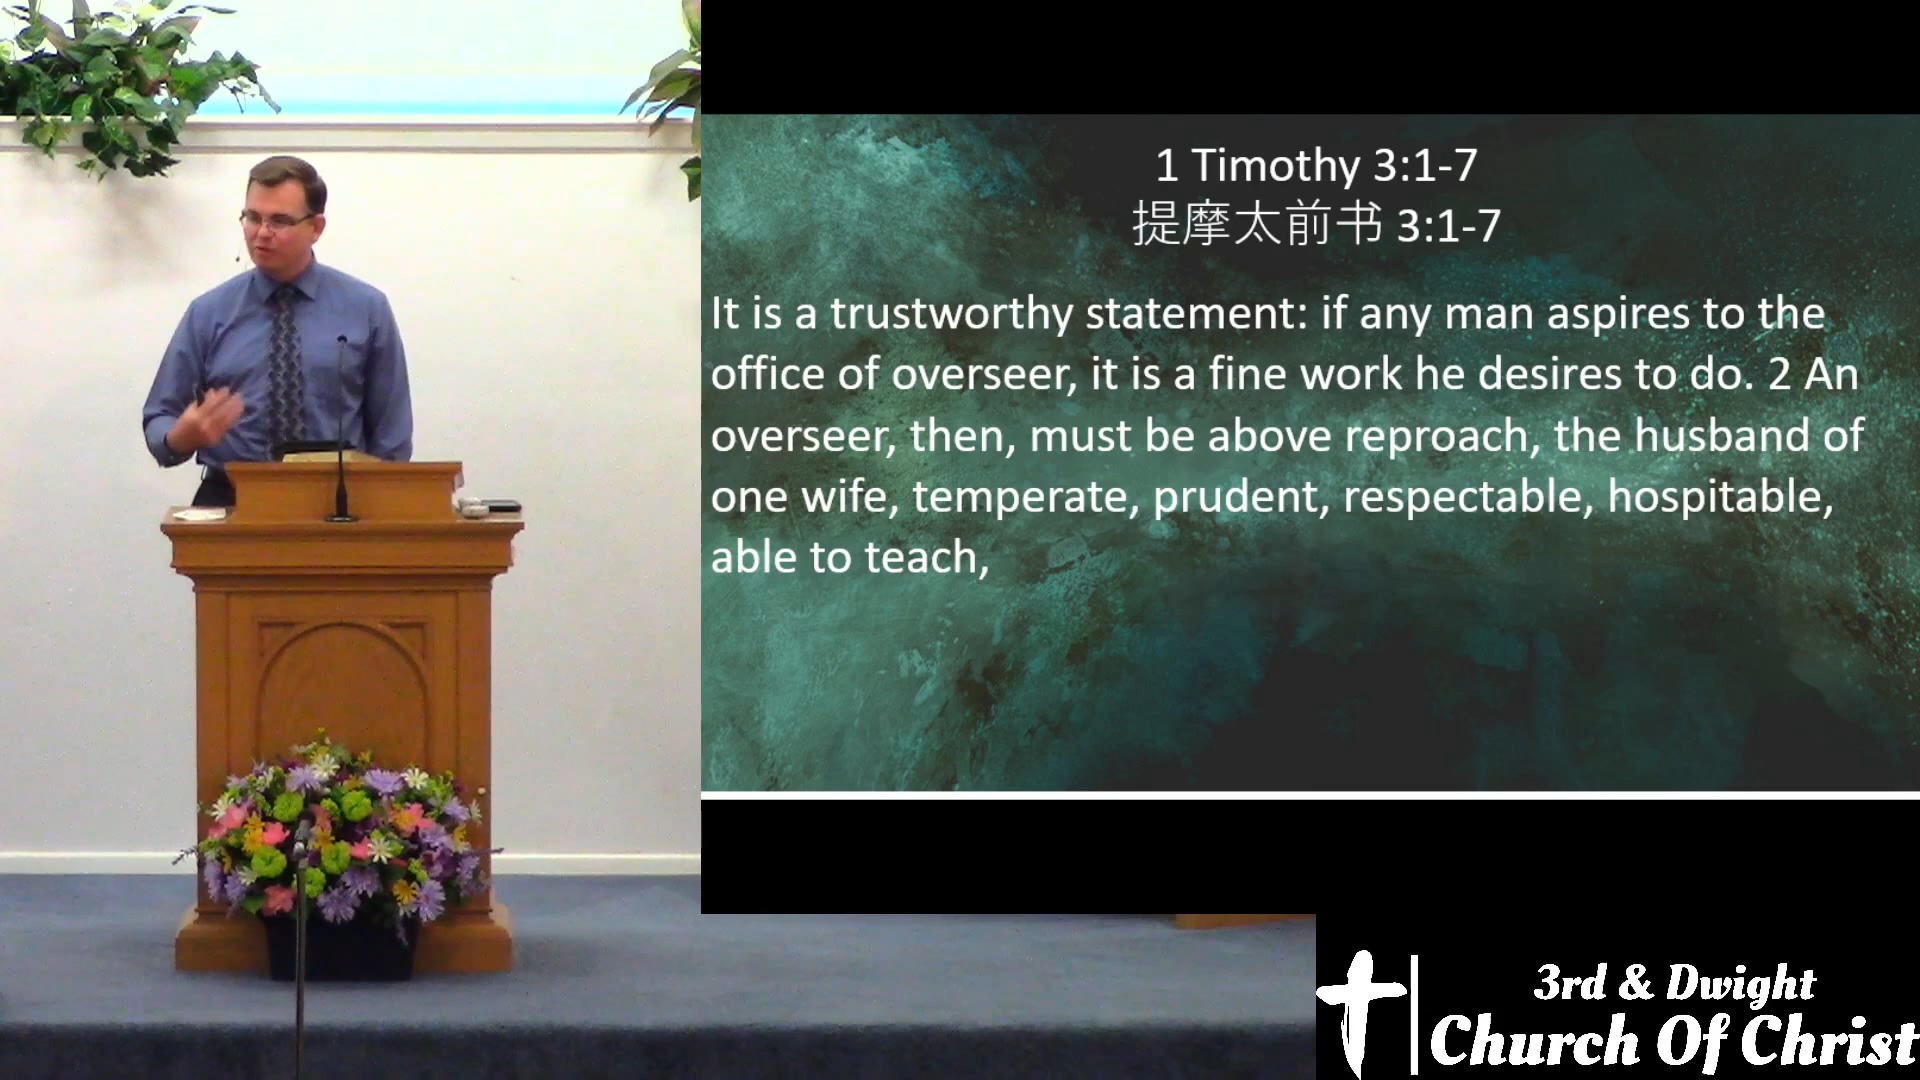 1 Timothy 3:1-7
提摩太前书 3:1-7
It is a trustworthy statement: if any man aspires to the
office of overseer, it is a fine work he desires to do. 2 An
overseer, then, must be above reproach, the husband of
one wife, temperate, prudent, respectable, hospitable,
able to teach,
3rd & Dwight
Church Of Christ